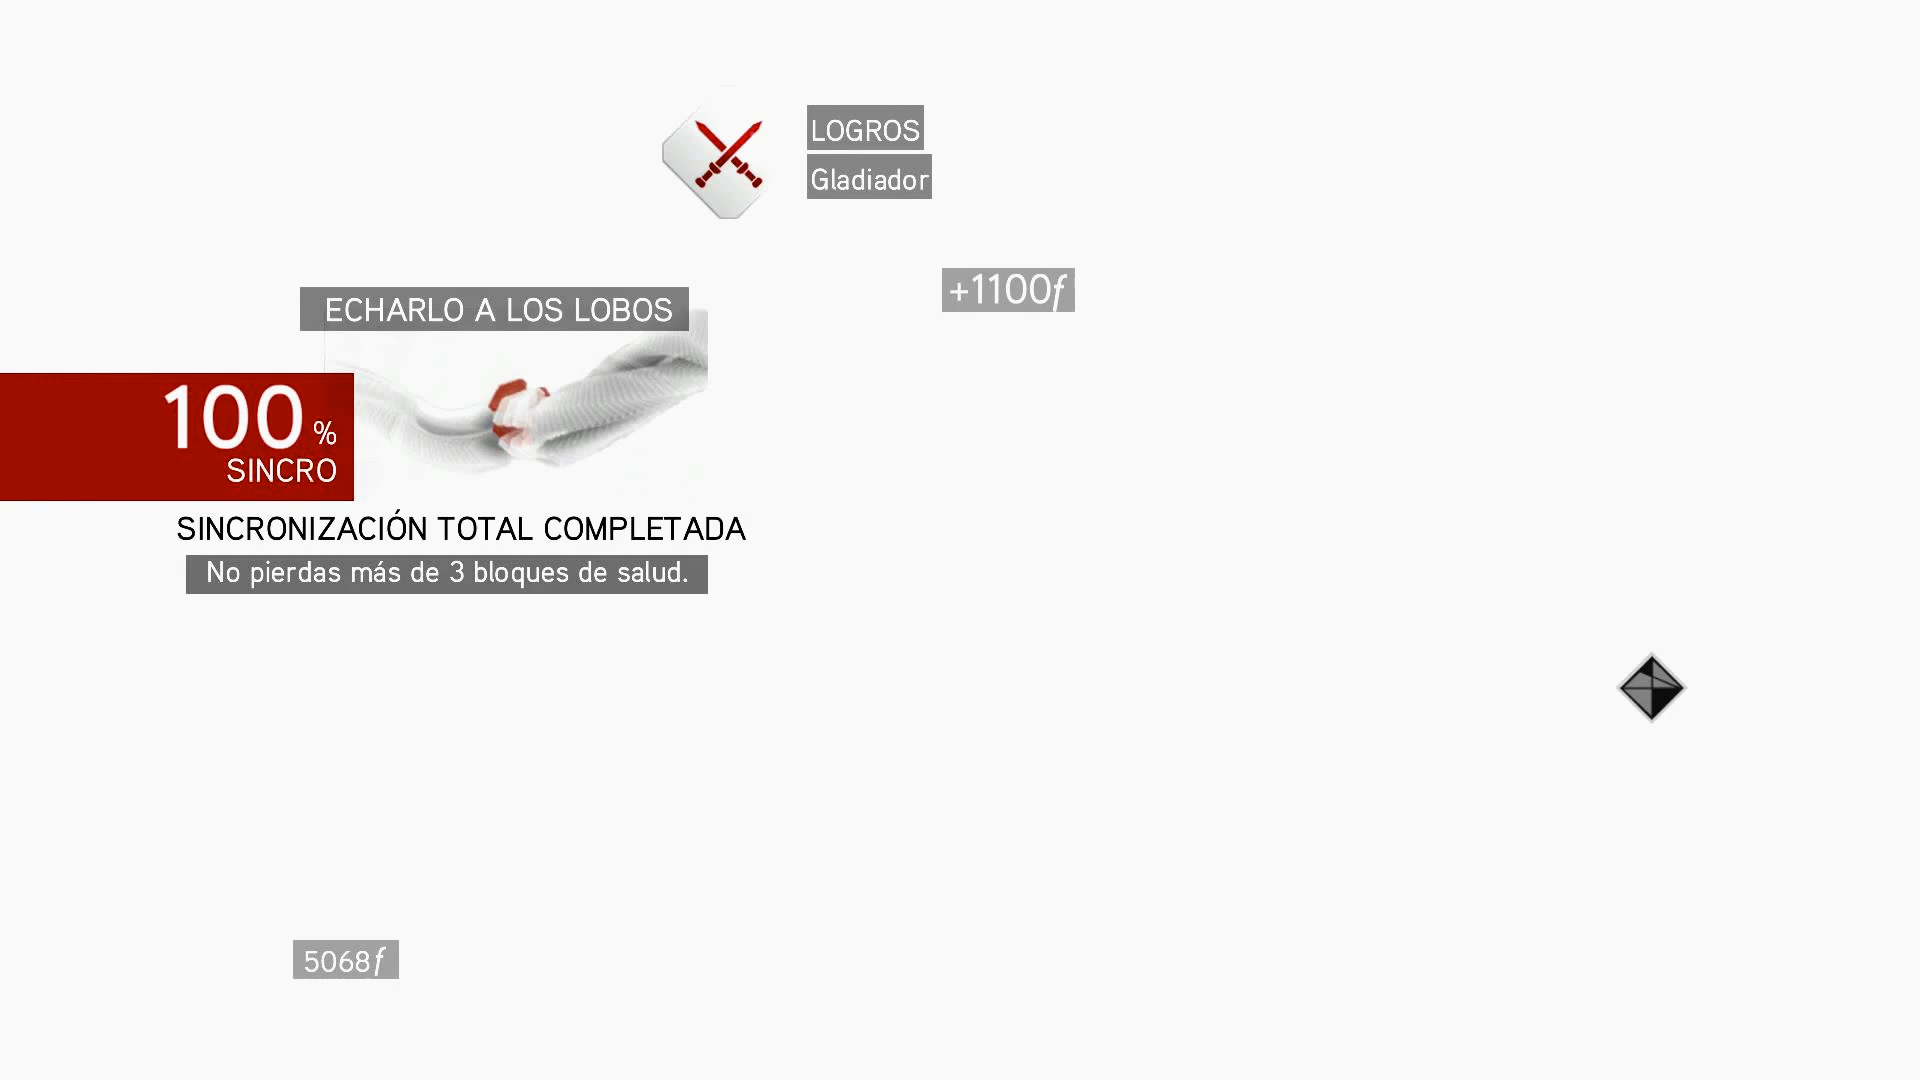 LOGROS
Gladiador
+1100ƒ
ECHARLO A LOS LOBOS
100 %
SINCRO
SINCRONIZACIÓN TOTAL COMPLETADA
No pierdas más de 3 bloques de salud.
5068ƒ